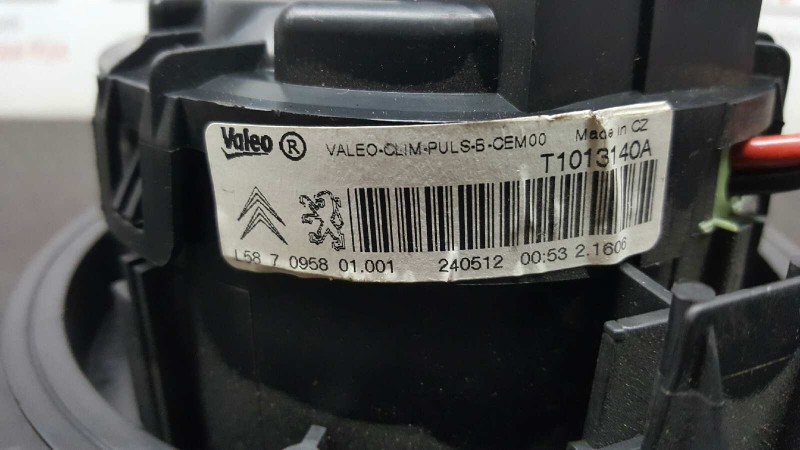 Valeo ® VALEO-CLIM-PULS-B-CEM00 Made in CZ
T1013140A
L58 7 0958 01.001 240512 00:53 2.1606